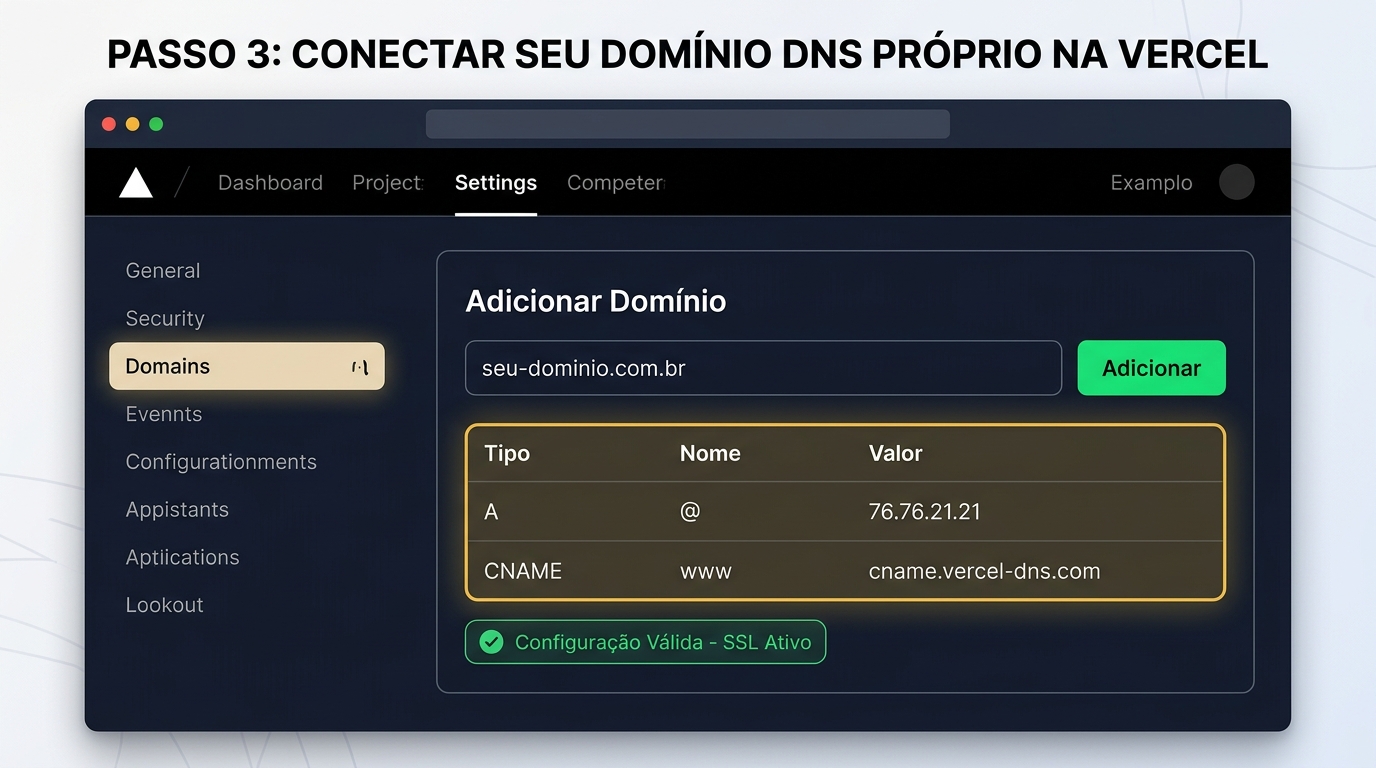 PASSO 3: CONECTAR SEU DOMÍNIO DNS PRÓPRIO NA VERCEL
Dashboard Project Settings Competer Examplo
General
Security
Domains
Evennts
Configurationments
Appistants
Aptiications
Lookout
Adicionar Domínio
seu-dominio.com.br Adicionar
Tipo Nome Valor
A @ 76.76.21.21
CNAME www cname.vercel-dns.com
Configuração Válida - SSL Ativo